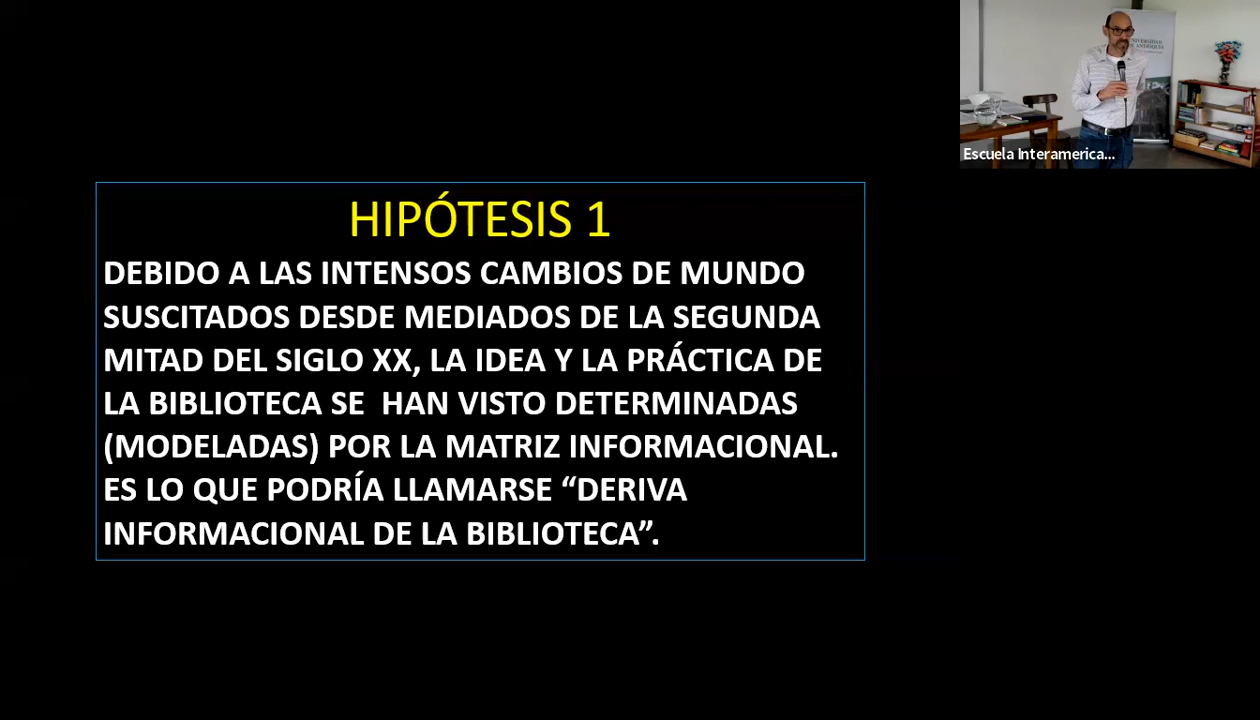 HIPÓTESIS 1
DEBIDO A LAS INTENSOS CAMBIOS DE MUNDO
SUSCITADOS DESDE MEDIADOS DE LA SEGUNDA
MITAD DEL SIGLO XX, LA IDEA Y LA PRÁCTICA DE
LA BIBLIOTECA SE  HAN VISTO DETERMINADAS
(MODELADAS) POR LA MATRIZ INFORMACIONAL.
ES LO QUE PODRÍA LLAMARSE “DERIVA
INFORMACIONAL DE LA BIBLIOTECA”.
Escuela Interamerica...